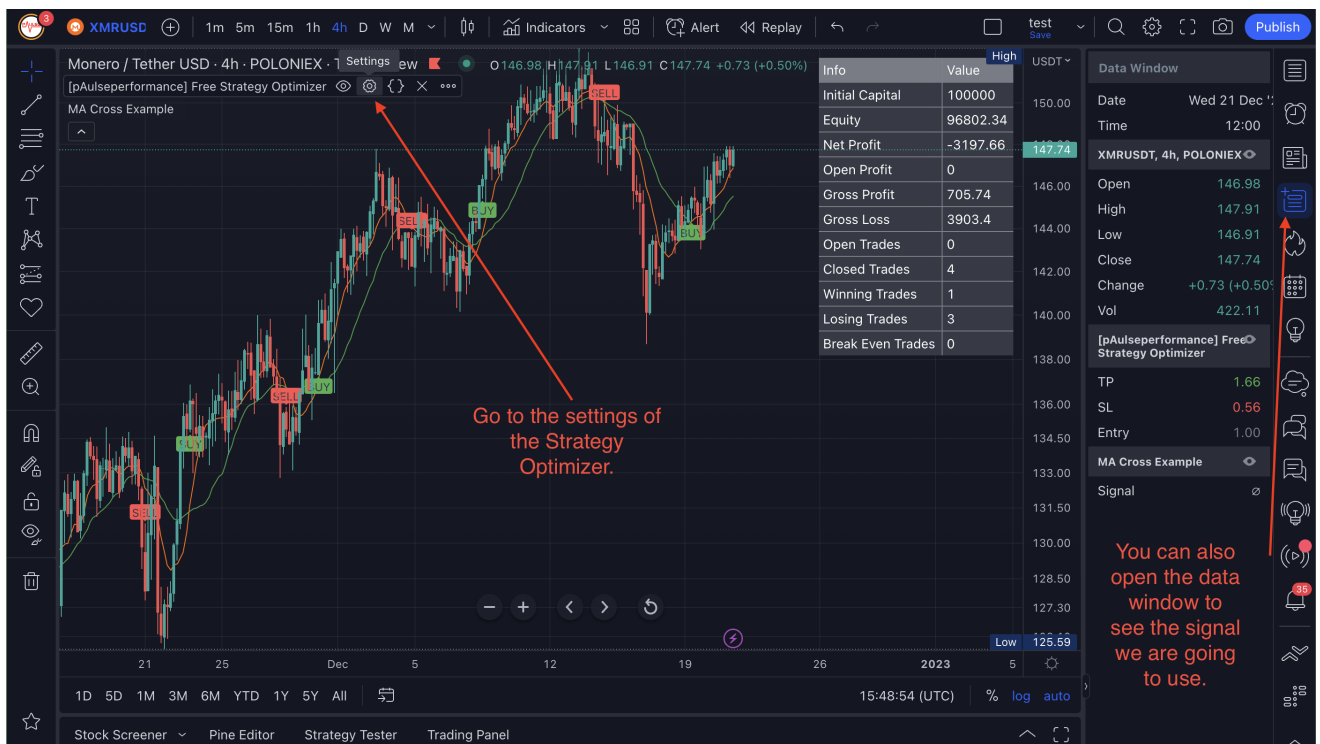 3
XMRUSD
1m 5m 15m 1h 4h D W M
Indicators
Alert
Replay
test
Save
Publish
Monero / Tether USD · 4h · POLONIEX ·
Settings
O146.98 H147.91 L146.91 C147.74 +0.73 (+0.50%)
[pAulseperformance] Free Strategy Optimizer
MA Cross Example
Info Value
Initial Capital 100000
Equity 96802.34
Net Profit -3197.66
Open Profit 0
Gross Profit 705.74
Gross Loss 3903.4
Open Trades 0
Closed Trades 4
Winning Trades 1
Losing Trades 3
Break Even Trades 0
High
USDT
150.00
147.74
146.00
144.00
142.00
140.00
138.00
136.00
134.50
133.00
131.50
130.00
128.50
127.30
Low 125.59
SELL
SELL
BUY
BUY
SELL
BUY
SELL
BUY
SELL
Go to the settings of
the Strategy
Optimizer.
21 25 Dec 5 12 19 26 2023 5
1D 5D 1M 3M 6M YTD 1Y 5Y All
15:48:54 (UTC) % log auto
Stock Screener Pine Editor Strategy Tester Trading Panel
Data Window
Date Wed 21 Dec
Time 12:00
XMRUSDT, 4h, POLONIEX
Open 146.98
High 147.91
Low 146.91
Close 147.74
Change +0.73 (+0.50%
Vol 422.11
[pAulseperformance] Free
Strategy Optimizer
TP 1.66
SL 0.56
Entry 1.00
MA Cross Example
Signal ∅
You can also
open the data
window to
see the signal
we are going
to use.
35